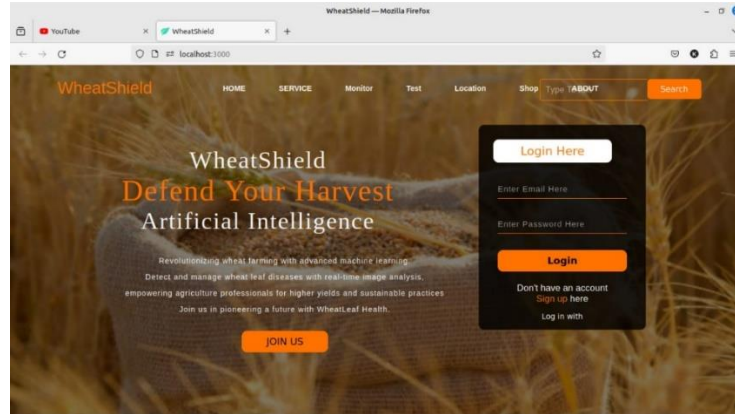 WheatShield — Mozilla Firefox
YouTube
WheatShield
localhost:3000
WheatShield HOME SERVICE Monitor Test Location Shop ABOUT Search
Type T
WheatShield
Defend Your Harvest
Artificial Intelligence
Revolutionizing wheat farming with advanced machine learning.
Detect and manage wheat leaf diseases with real-time image analysis,
empowering agriculture professionals for higher yields and sustainable practices
Join us in pioneering a future with WheatLeaf Health.
JOIN US
Login Here
Enter Email Here
Enter Password Here
Login
Don't have an account
Sign up here
Log in with